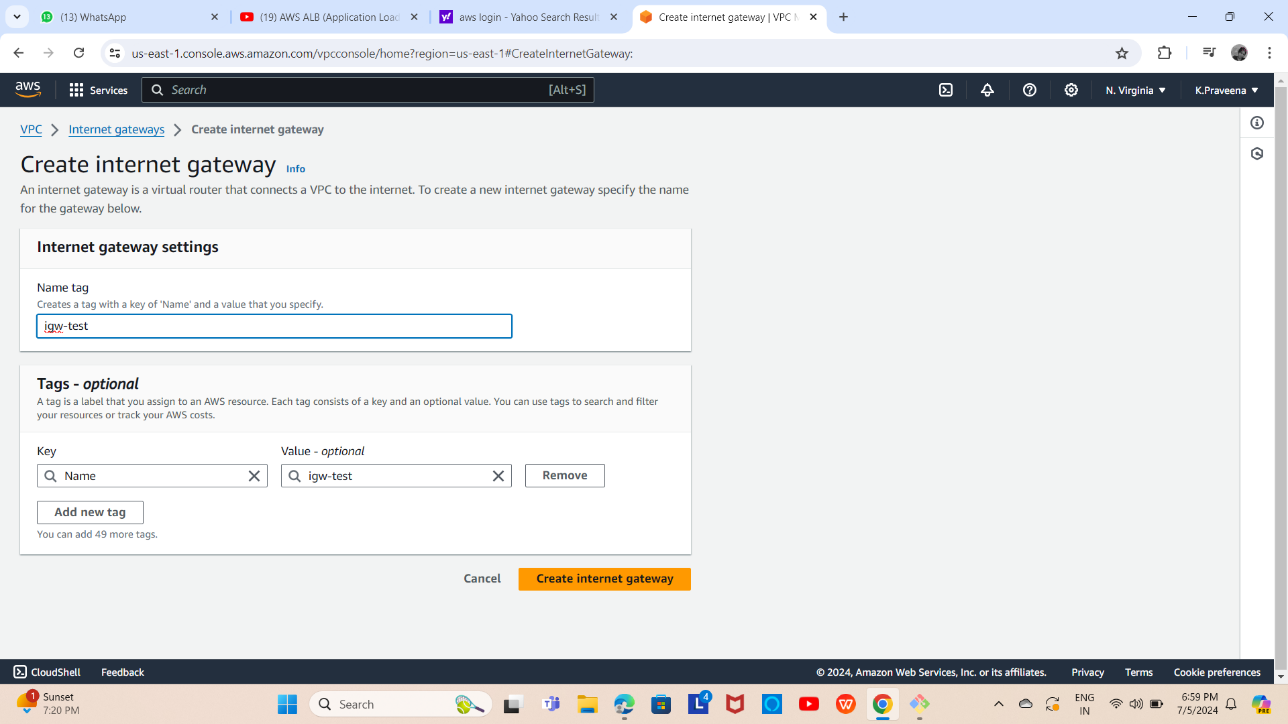 (13) WhatsApp
(19) AWS ALB (Application Load
aws login - Yahoo Search Result
Create internet gateway | VPC M
us-east-1.console.aws.amazon.com/vpcconsole/home?region=us-east-1#CreateInternetGateway:
aws
Services
Search
[Alt+S]
N. Virginia
K.Praveena
VPC
Internet gateways
Create internet gateway
Create internet gateway Info
An internet gateway is a virtual router that connects a VPC to the internet. To create a new internet gateway specify the name
for the gateway below.
Internet gateway settings
Name tag
Creates a tag with a key of 'Name' and a value that you specify.
igw-test
Tags - optional
A tag is a label that you assign to an AWS resource. Each tag consists of a key and an optional value. You can use tags to search and filter
your resources or track your AWS costs.
Key
Value - optional
Name
igw-test
Remove
Add new tag
You can add 49 more tags.
Cancel
Create internet gateway
CloudShell
Feedback
© 2024, Amazon Web Services, Inc. or its affiliates.
Privacy
Terms
Cookie preferences
1
Sunset
7:20 PM
Search
4
ENG
IN
6:59 PM
7/5/2024
PRE